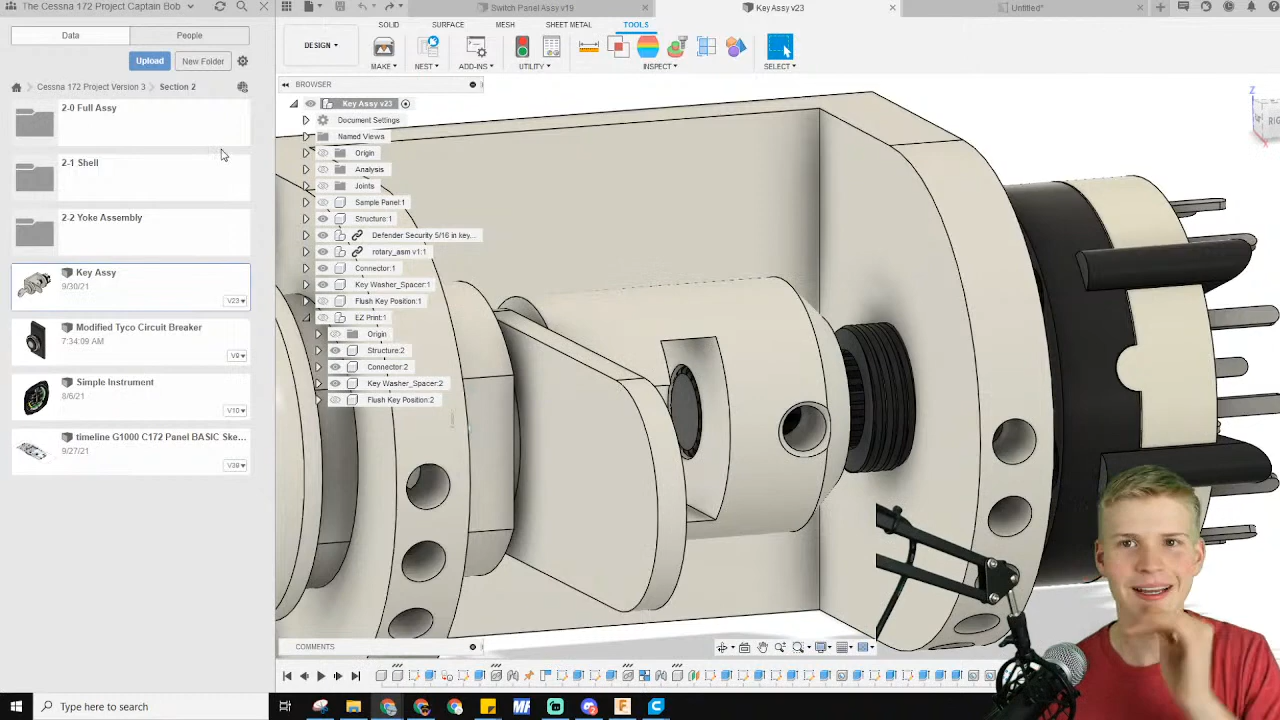 Cessna 172 Project Captain Bob
Switch Panel Assy v19
Key Assy v23
Untitled*
Data
People
SOLID
SURFACE
MESH
SHEET METAL
TOOLS
DESIGN
MAKE
NEST
ADD-INS
UTILITY
INSPECT
SELECT
Upload
New Folder
Cessna 172 Project Version 3
Section 2
BROWSER
Key Assy v23
Document Settings
Named Views
Origin
Analysis
Joints
Sample Panel:1
Structure:1
Defender Security 5/16 in key...
rotary_asm v1:1
Connector:1
Key Washer_Spacer:1
Flush Key Position:1
EZ Print:1
Origin
Structure:2
Connector:2
Key Washer_Spacer:2
Flush Key Position:2
2-0 Full Assy
2-1 Shell
2-2 Yoke Assembly
Key Assy
9/30/21
V23
Modified Tyco Circuit Breaker
7:34:09 AM
V9
Simple Instrument
8/6/21
V10
timeline G1000 C172 Panel BASIC Ske...
9/27/21
V39
Z
X
RIG
COMMENTS
Type here to search